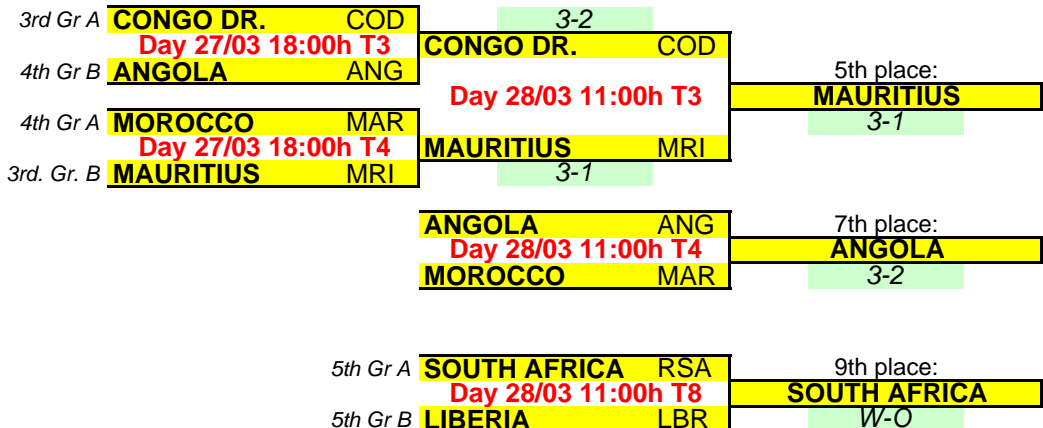 3rd Gr A CONGO DR. COD 3-2
Day 27/03 18:00h T3 CONGO DR. COD
4th Gr B ANGOLA ANG 5th place:
Day 28/03 11:00h T3 MAURITIUS
4th Gr A MOROCCO MAR 3-1
Day 27/03 18:00h T4 MAURITIUS MRI
3rd. Gr. B MAURITIUS MRI 3-1
ANGOLA ANG 7th place:
Day 28/03 11:00h T4 ANGOLA
MOROCCO MAR 3-2
5th Gr A SOUTH AFRICA RSA 9th place:
Day 28/03 11:00h T8 SOUTH AFRICA
5th Gr B LIBERIA LBR W-O